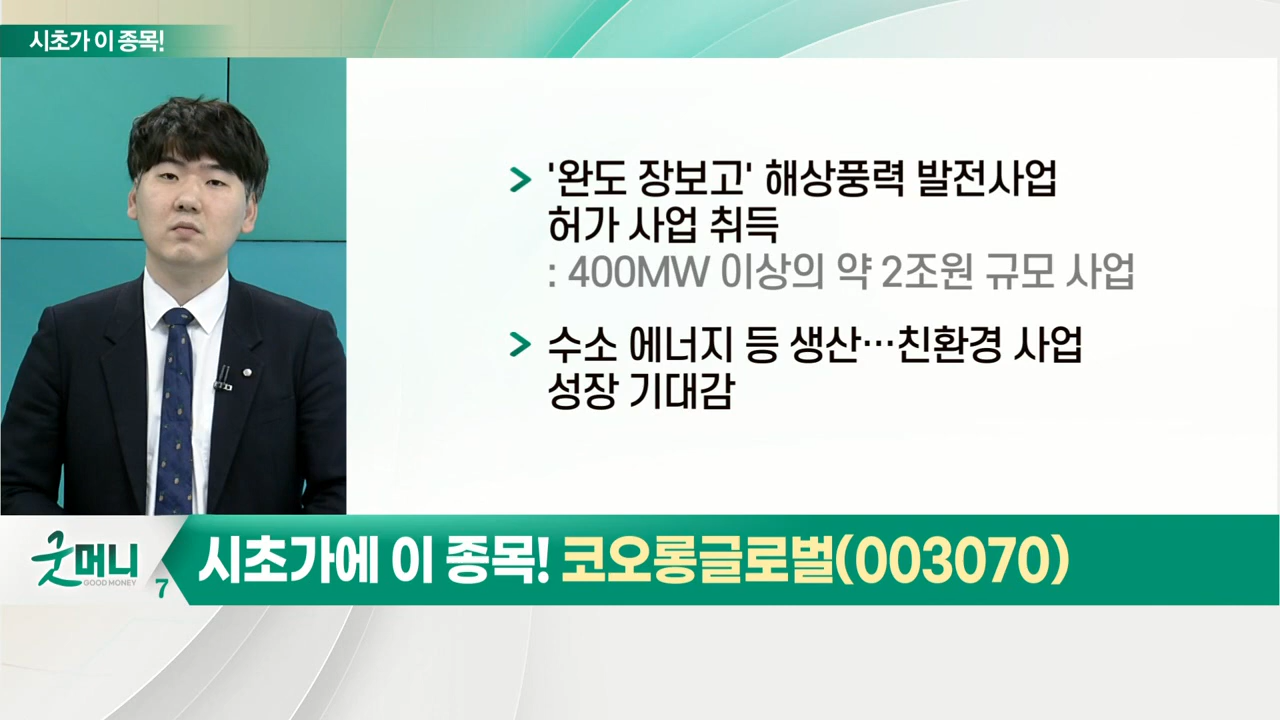 시초가 이 종목!
'완도 장보고' 해상풍력 발전사업
허가 사업 취득
: 400MW 이상의 약 2조원 규모 사업
수소 에너지 등 생산…친환경 사업
성장 기대감
굿머니
GOOD MONEY
7
시초가에 이 종목! 코오롱글로벌(003070)